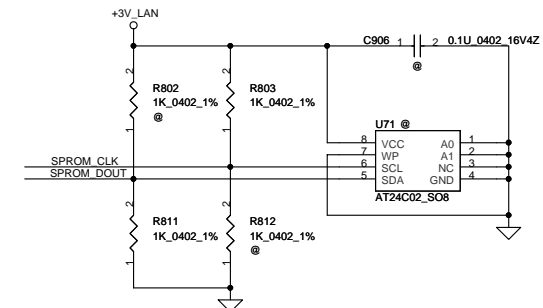 +3V_LAN
C906 1 2 0.1U_0402_16V4Z
@
2 2
R802 R803
1K_0402_1% 1K_0402_1%
@
1 1
U71 @
8 VCC A0 1
7 WP A1 2
6 SCL NC 3
5 SDA GND 4
AT24C02_SO8
SPROM_CLK
SPROM_DOUT
2 2
R811 R812
1K_0402_1% 1K_0402_1%
@
1 1